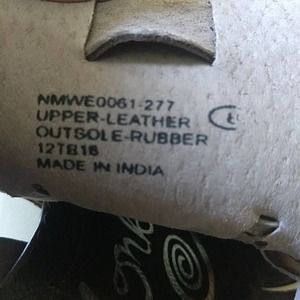 NMWE0061-277
UPPER-LEATHER
OUTSOLE-RUBBER
12TB16
MADE IN INDIA